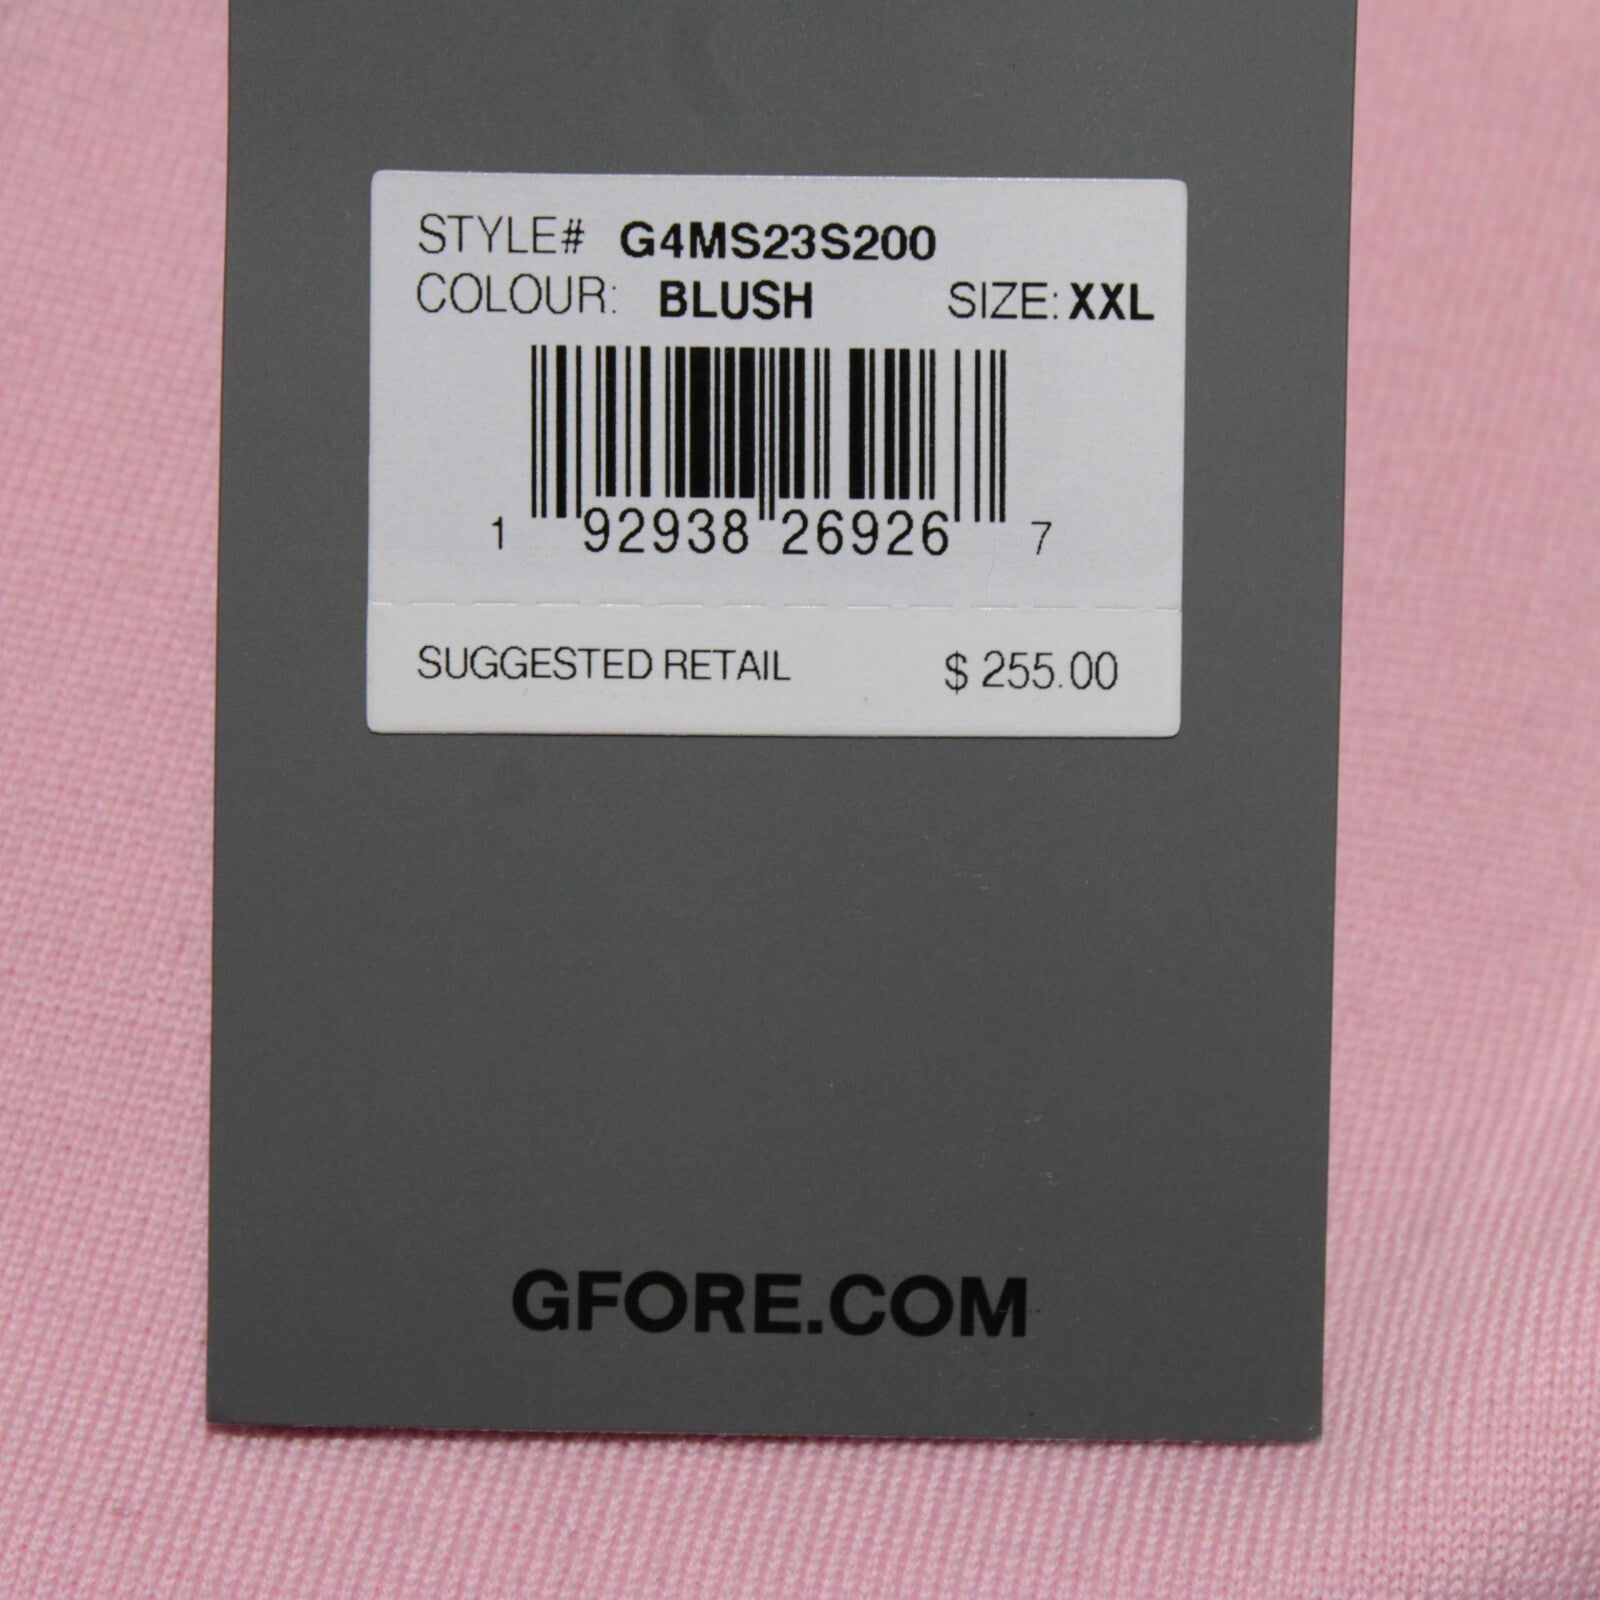 STYLE# G4MS23S200
COLOUR: BLUSH SIZE: XXL
1 92938 26926 7
SUGGESTED RETAIL $ 255.00
GFORE.COM